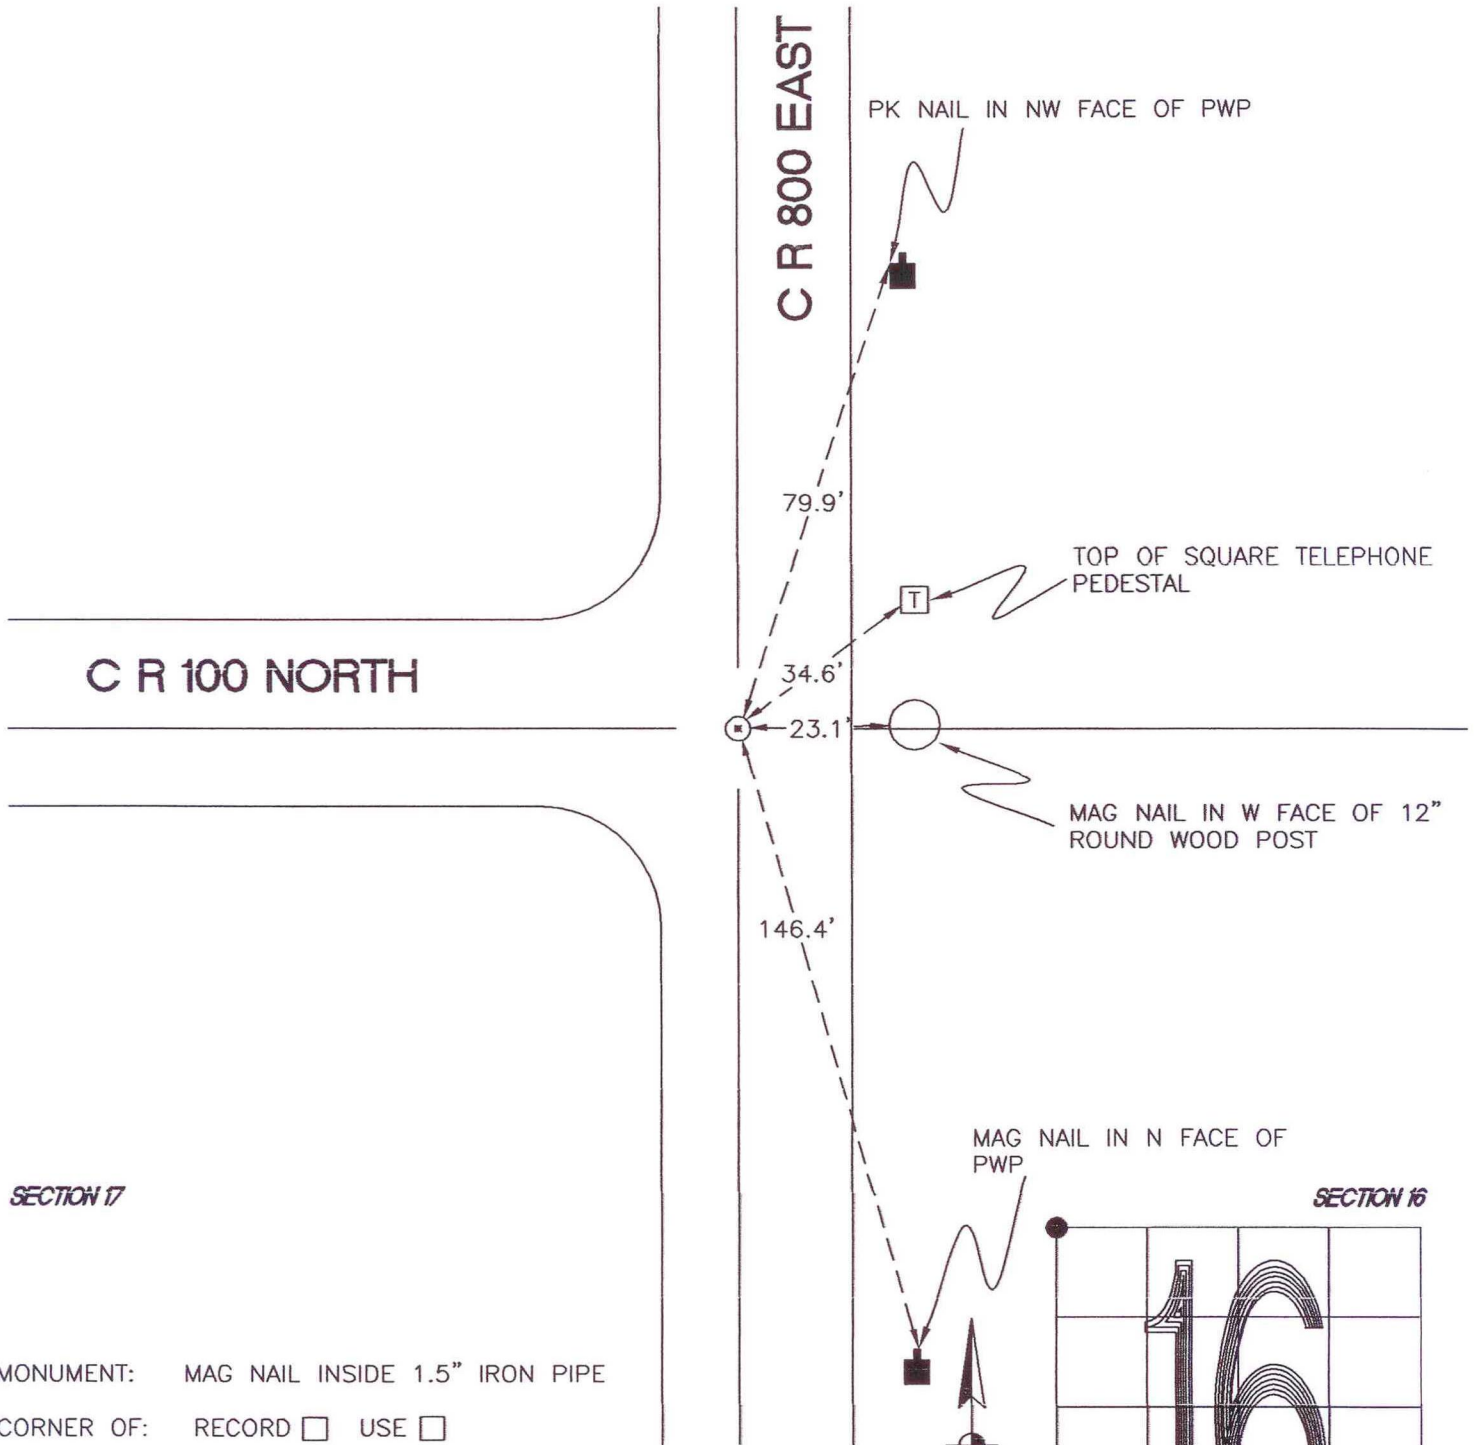 C R 800 EAST
PK NAIL IN NW FACE OF PWP
79.9'
TOP OF SQUARE TELEPHONE
PEDESTAL
T
C R 100 NORTH
34.6'
23.1'
MAG NAIL IN W FACE OF 12"
ROUND WOOD POST
146.4'
MAG NAIL IN N FACE OF
PWP
SECTION 17
SECTION 16
16
MONUMENT: MAG NAIL INSIDE 1.5" IRON PIPE
CORNER OF: RECORD □ USE □